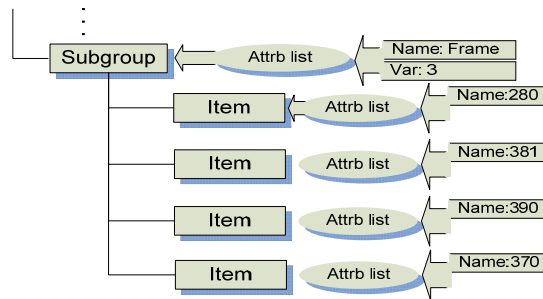 Subgroup
Attrb list
Name: Frame
Var: 3
Item
Attrb list
Name:280
Item
Attrb list
Name:381
Item
Attrb list
Name:390
Item
Attrb list
Name:370